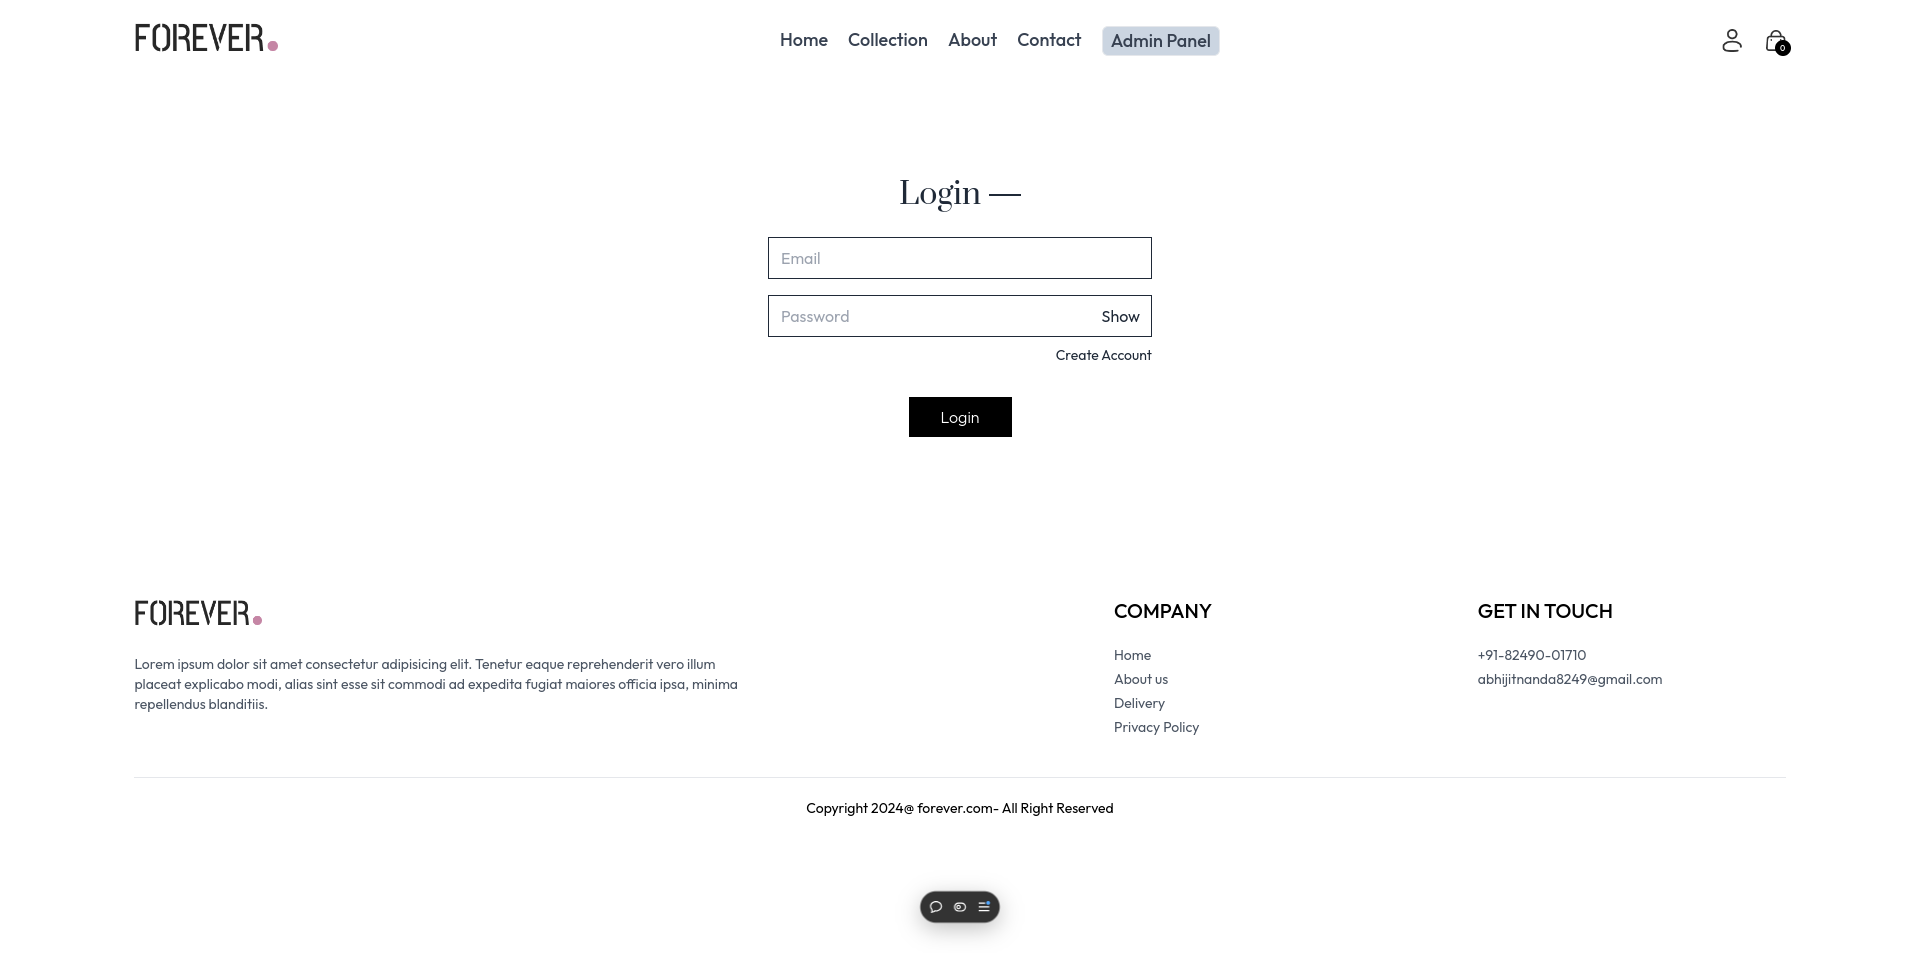 FOREVER.
Home Collection About Contact Admin Panel
0
Login —
Email
Password Show
Create Account
Login
FOREVER.
Lorem ipsum dolor sit amet consectetur adipisicing elit. Tenetur eaque reprehenderit vero illum
placeat explicabo modi, alias sint esse sit commodi ad expedita fugiat maiores officia ipsa, minima
repellendus blanditiis.
COMPANY
Home
About us
Delivery
Privacy Policy
GET IN TOUCH
+91-82490-01710
abhijitnanda8249@gmail.com
Copyright 2024@ forever.com- All Right Reserved